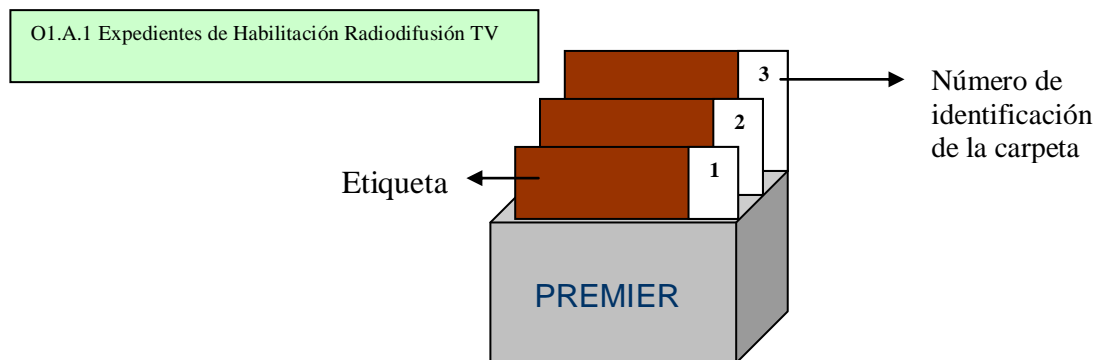 O1.A.1 Expedientes de Habilitación Radiodifusión TV
3
2
1
Número de
identificación
de la carpeta
Etiqueta
PREMIER